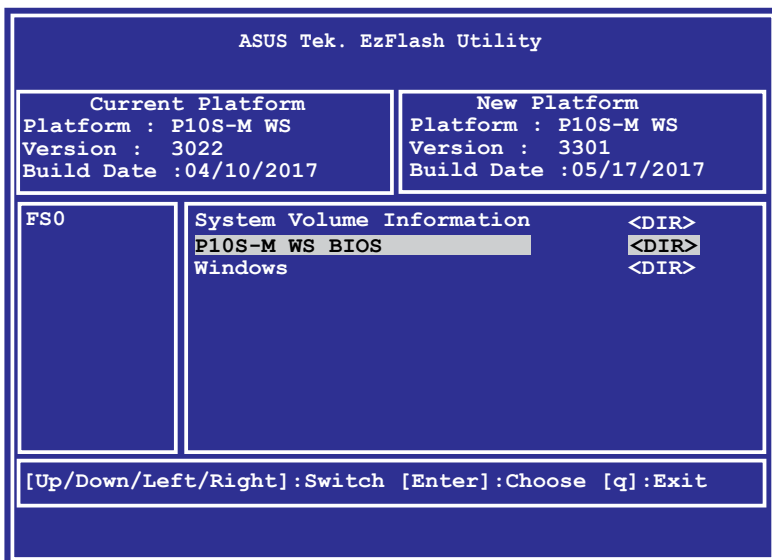 ASUS Tek. EzFlash Utility
Current Platform
Platform : P10S-M WS
Version : 3022
Build Date :04/10/2017
New Platform
Platform : P10S-M WS
Version : 3301
Build Date :05/17/2017
FS0
System Volume Information <DIR>
P10S-M WS BIOS <DIR>
Windows <DIR>
[Up/Down/Left/Right]:Switch [Enter]:Choose [q]:Exit